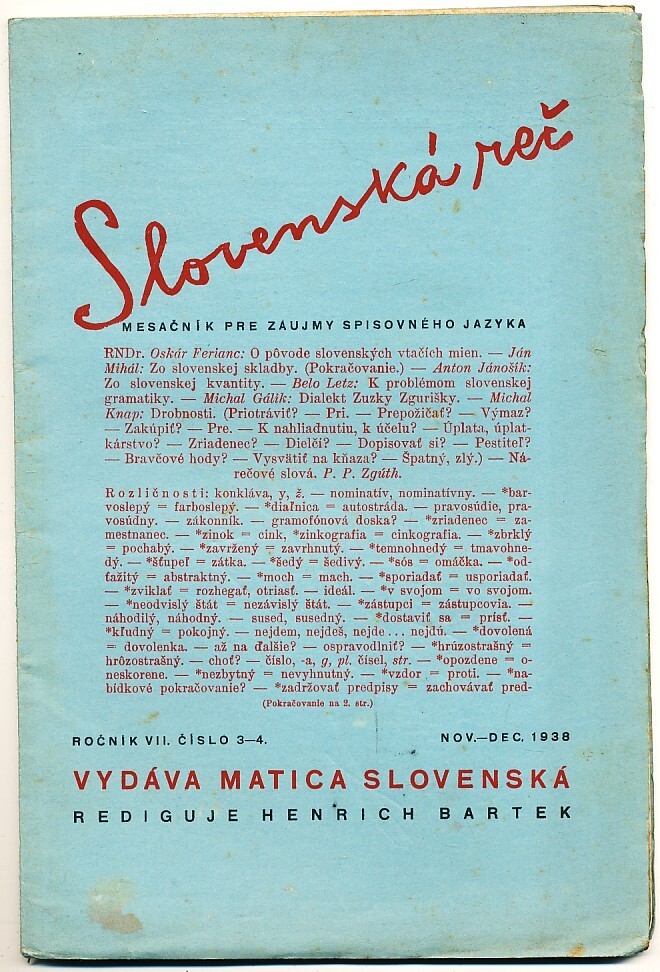 Slovenská reč
MESAČNÍK PRE ZÁUJMY SPISOVNÉHO JAZYKA
RNDr. Oskár Ferianc: O pôvode slovenských vtačích mien. — Ján
Mihál: Zo slovenskej skladby. (Pokračovanie.) — Anton Jánošík:
Zo slovenskej kvantity. — Belo Letz: K problémom slovenskej
gramatiky. — Michal Gálik: Dialekt Zuzky Zgurišky. — Michal
Knap: Drobnosti. (Priotráviť? — Pri. — Prepožičať? — Výmaz?
— Zakúpiť? — Pre. — K nahliadnutiu, k účelu? — Úplata, úplat-
kárstvo? — Zriadenec? — Dielčí? — Dopisovať si? — Pestiteľ?
— Bravčové hody? — Vysvätiť na kňaza? — Špatný, zlý.) — Ná-
rečové slová. P. P. Zgúth.
Rozličnosti: konkláva, y, ž. — nominatív, nominatívny. — *bar-
voslepý = farboslepý. — *diaľnica = autostráda. — pravosúdie, pra-
vosúdny. — zákonník. — gramofónová doska? — *zriadenec = za-
mestnanec. — *zinok = cink, *zinkografia = cinkografia. — *zbrklý
= pochabý. — *zavržený = zavrhnutý. — *temnohnedý = tmavohne-
dý. — *šťupeľ = zátka. — *šedý = šedivý. — *sós = omáčka. — *od-
ťažitý = abstraktný. — *moch = mach. — *sporiadať = usporiadať.
— *zviklať = rozhegať, otriasť. — ideál. — *v svojom = vo svojom.
— *neodvislý štát = nezávislý štát. — *zástupci = zástupcovia. —
náhodilý, náhodný. — sused, susedný. — *dostaviť sa = prísť. —
*kľudný = pokojný. — nejdem, nejdeš, nejde ... nejdú. — *dovolená
= dovolenka. — až na ďalšie? — ospravodlniť? — *hrúzostrašný =
hrôzostrašný. — choť? — číslo, -a, g, pl. čísel, str. — *opozdene = o-
neskorene. — *nezbytný = nevyhnutný. — *vzdor = proti. — *na-
bídkové pokračovanie? — *zadržovať predpisy = zachovávať pred-
(Pokračovanie na 2. str.)
ROČNÍK VII. ČÍSLO 3—4. NOV.—DEC. 1938
VYDÁVA MATICA SLOVENSKÁ
REDIGUJE HENRICH BARTEK